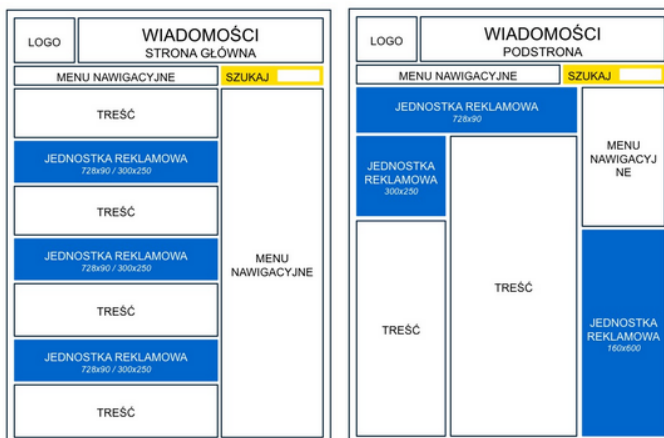 LOGO
WIADOMOŚCI
STRONA GŁÓWNA
MENU NAWIGACYJNE
SZUKAJ
TREŚĆ
JEDNOSTKA REKLAMOWA
728x90 / 300x250
TREŚĆ
JEDNOSTKA REKLAMOWA
728x90 / 300x250
TREŚĆ
JEDNOSTKA REKLAMOWA
728x90 / 300x250
TREŚĆ
MENU
NAWIGACYJNE
LOGO
WIADOMOŚCI
PODSTRONA
MENU NAWIGACYJNE
SZUKAJ
JEDNOSTKA REKLAMOWA
728x90
JEDNOSTKA
REKLAMOWA
300x250
TREŚĆ
TREŚĆ
MENU
NAWIGACYJ
NE
JEDNOSTKA
REKLAMOWA
160x600